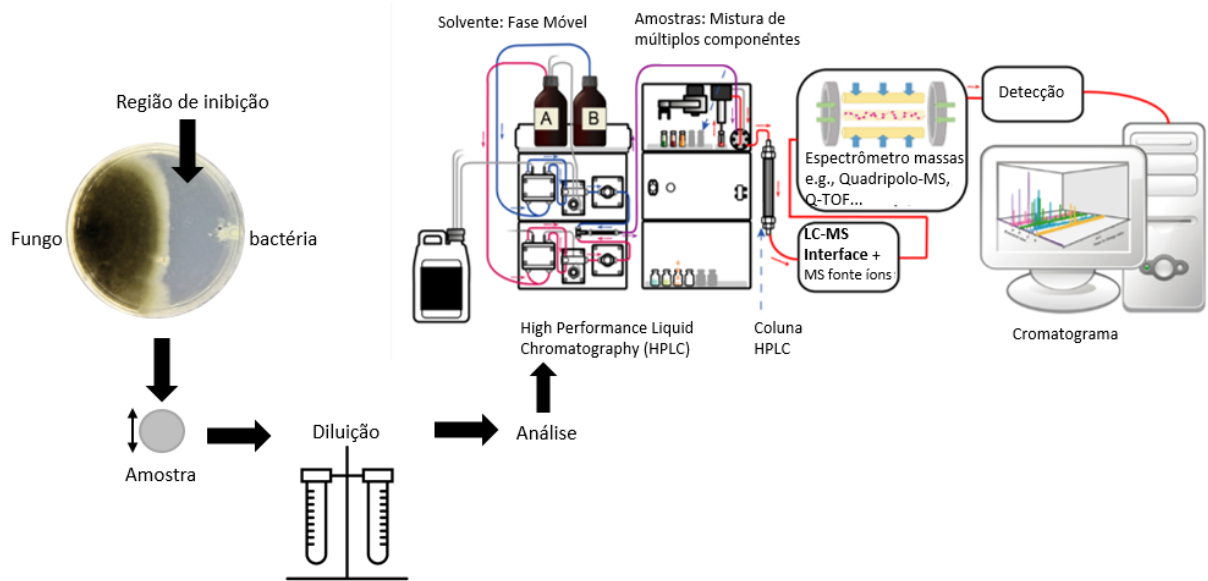 Solvente: Fase Móvel
Amostras: Mistura de
múltiplos componentes
Região de inibição
Fungo
bactéria
A
B
Espectrômetro massas
e.g., Quadripolo-MS,
Q-TOF...
Detecção
LC-MS
Interface +
MS fonte íons
High Performance Liquid
Chromatography (HPLC)
Coluna
HPLC
Cromatograma
Amostra
Diluição
Análise